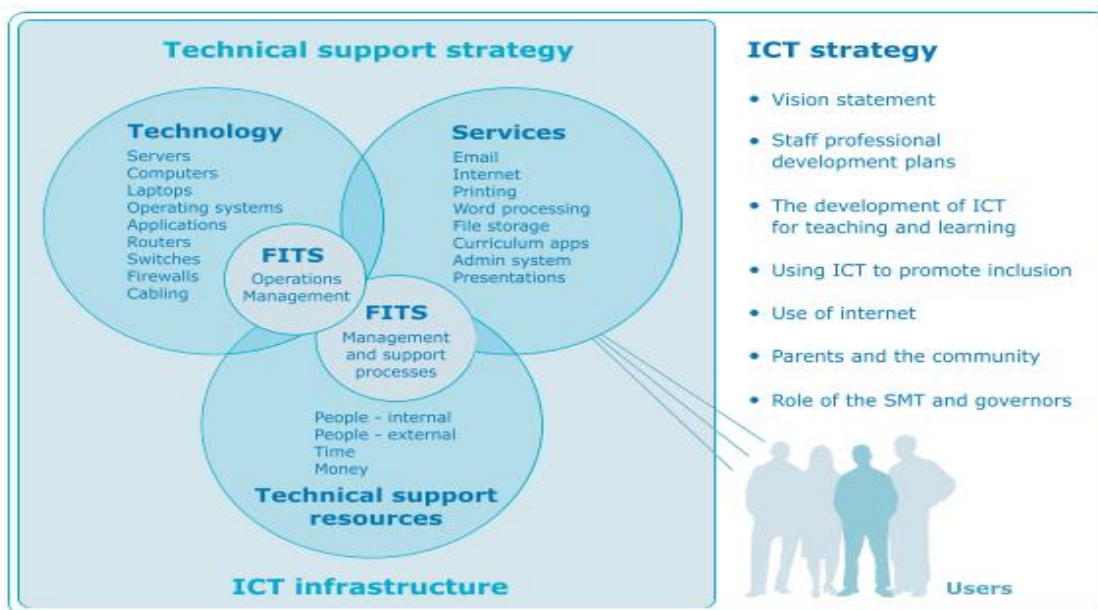 Technical support strategy
Technology
Servers
Computers
Laptops
Operating systems
Applications
Routers
Switches
Firewalls
Cabling
Services
Email
Internet
Printing
Word processing
File storage
Curriculum apps
Admin system
Presentations
FITS
Operations
Management
FITS
Management
and support
processes
People - internal
People - external
Time
Money
Technical support
resources
ICT infrastructure
ICT strategy
• Vision statement
• Staff professional
development plans
• The development of ICT
for teaching and learning
• Using ICT to promote inclusion
• Use of internet
• Parents and the community
• Role of the SMT and governors
Users